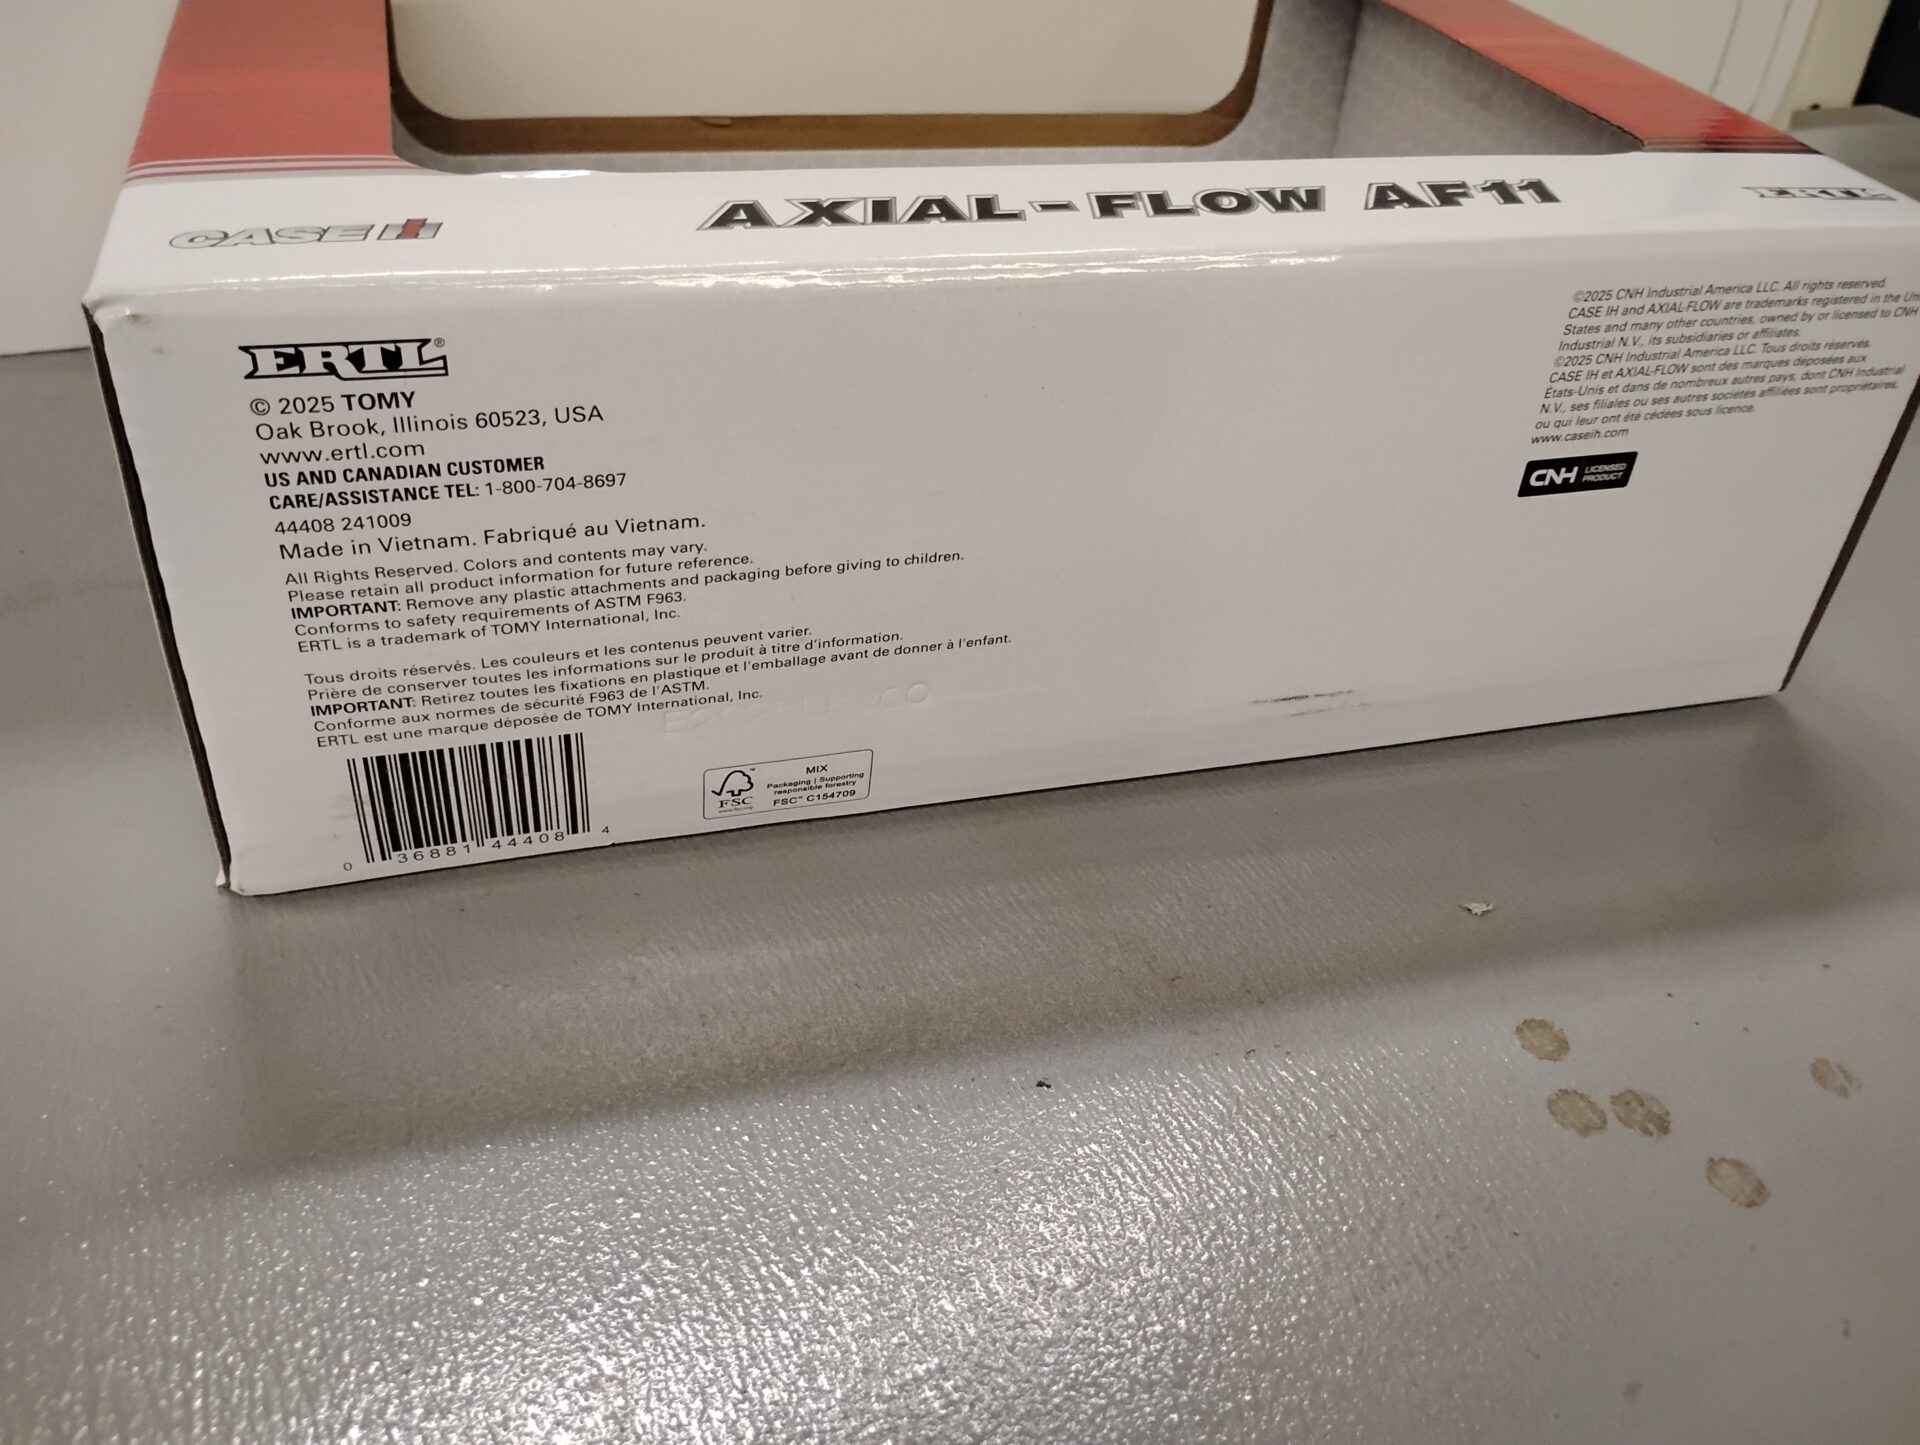 CASE IH
AXIAL-FLOW AF11
ERTL
ERTL®
© 2025 TOMY
Oak Brook, Illinois 60523, USA
www.ertl.com
US AND CANADIAN CUSTOMER
CARE/ASSISTANCE TEL: 1-800-704-8697
44408 241009
Made in Vietnam. Fabriqué au Vietnam.
All Rights Reserved. Colors and contents may vary.
Please retain all product information for future reference.
IMPORTANT: Remove any plastic attachments and packaging before giving to children.
Conforms to safety requirements of ASTM F963.
ERTL is a trademark of TOMY International, Inc.
Tous droits réservés. Les couleurs et les contenus peuvent varier.
Prière de conserver toutes les informations sur le produit à titre d'information.
IMPORTANT: Retirez toutes les fixations en plastique et l'emballage avant de donner à l'enfant.
Conforme aux normes de sécurité F963 de l'ASTM.
ERTL est une marque déposée de TOMY International, Inc.
0 36881 44408 4
FSC™
MIX
Packaging | Supporting
responsible forestry
FSC™ C154709
©2025 CNH Industrial America LLC. All rights reserved.
CASE IH and AXIAL-FLOW are trademarks registered in the
States and many other countries, owned by or licensed to CNH
Industrial N.V., its subsidiaries or affiliates.
©2025 CNH Industrial America LLC. Tous droits réservés.
CASE IH et AXIAL-FLOW sont des marques déposées aux
États-Unis et dans de nombreux autres pays, dont CNH Industrial
N.V., ses filiales ou ses autres sociétés affiliées sont propriétaires,
ou qui leur ont été cédées sous licence.
www.caseih.com
CNH LICENSED
PRODUCT